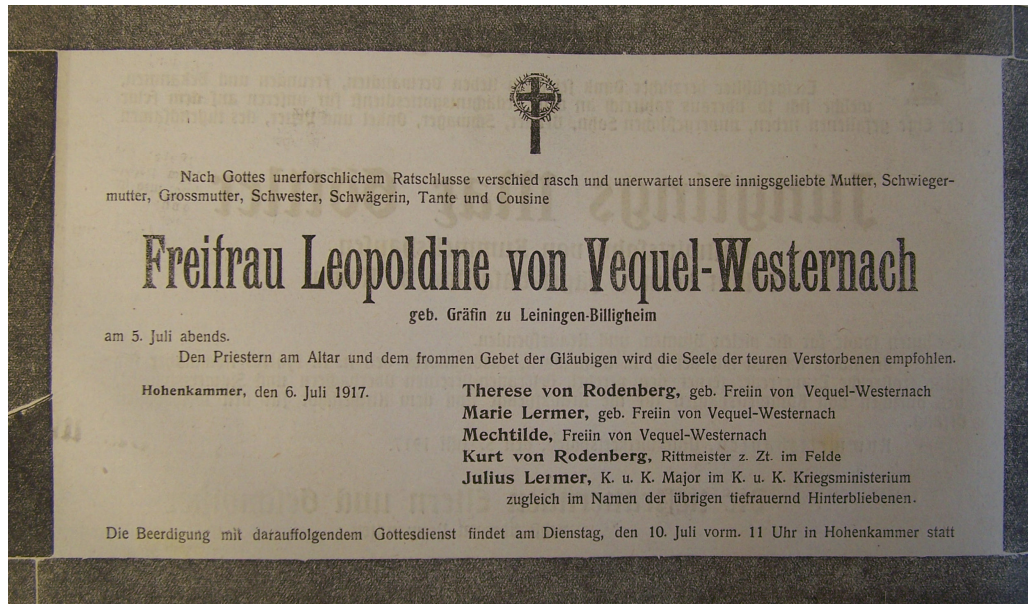 Nach Gottes unerforschlichem Ratschlusse verschied rasch und unerwartet unsere innigsgeliebte Mutter, Schwieger-
mutter, Grossmutter, Schwester, Schwägerin, Tante und Cousine
Freifrau Leopoldine von Vequel-Westernach
geb. Gräfin zu Leiningen-Billigheim
am 5. Juli abends.
Den Priestern am Altar und dem frommen Gebet der Gläubigen wird die Seele der teuren Verstorbenen empfohlen.
Hohenkammer, den 6. Juli 1917.
Therese von Rodenberg, geb. Freiin von Vequel-Westernach
Marie Lermer, geb. Freiin von Vequel-Westernach
Mechtilde, Freiin von Vequel-Westernach
Kurt von Rodenberg, Rittmeister z. Zt. im Felde
Julius Lermer, K. u. K. Major im K. u. K. Kriegsministerium
zugleich im Namen der übrigen tieftrauernd Hinterbliebenen.
Die Beerdigung mit darauffolgendem Gottesdienst findet am Dienstag, den 10. Juli vorm. 11 Uhr in Hohenkammer statt